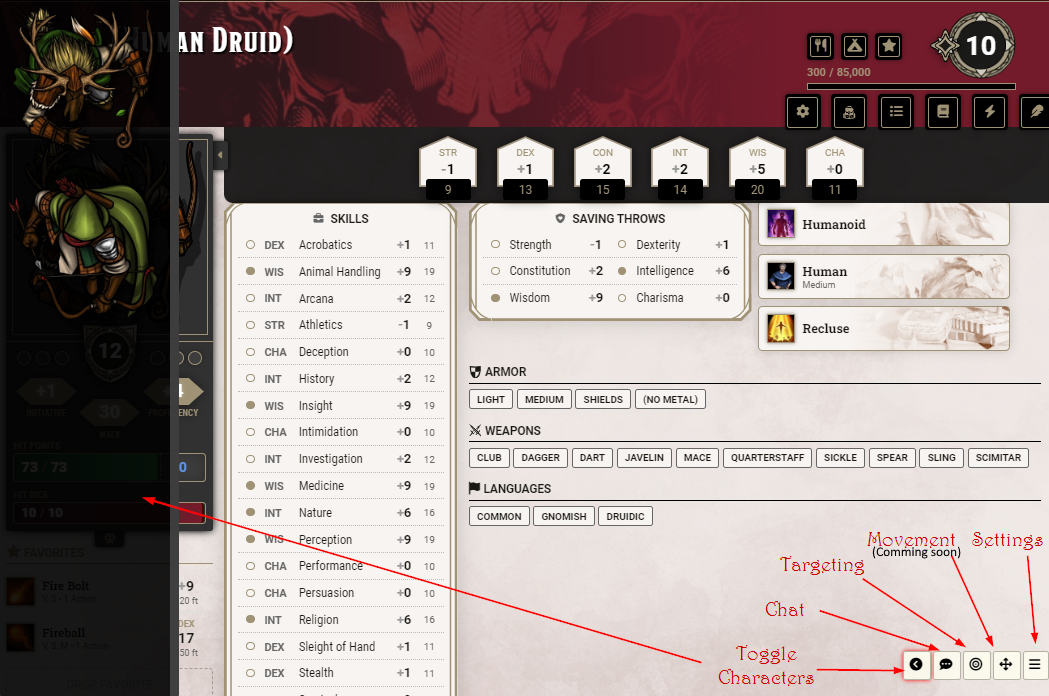 Human Druid)
10
300 / 85,000
STR
-1
9
DEX
+1
13
CON
+2
15
INT
+2
14
WIS
+5
20
CHA
+0
11
12
+1
INITIATIVE
30
WALK
4
PROFICIENCY
HIT POINTS
73 / 73
0
HIT DICE
10 / 10
FAVORITES
Fire Bolt
V, S • 1 Action
+9
20 ft
Fireball
V, S, M • 1 Action
DEX
17
50 ft
DROP FAVORITE
SKILLS
DEX Acrobatics +1 11
WIS Animal Handling +9 19
INT Arcana +2 12
STR Athletics -1 9
CHA Deception +0 10
INT History +2 12
WIS Insight +9 19
CHA Intimidation +0 10
INT Investigation +2 12
WIS Medicine +9 19
INT Nature +6 16
WIS Perception +9 19
CHA Performance +0 10
CHA Persuasion +0 10
INT Religion +6 16
DEX Sleight of Hand +1 11
DEX Stealth +1 11
SAVING THROWS
Strength -1 Dexterity +1
Constitution +2 Intelligence +6
Wisdom +9 Charisma +0
Humanoid
Human
Medium
Recluse
ARMOR
LIGHT MEDIUM SHIELDS (NO METAL)
WEAPONS
CLUB DAGGER DART JAVELIN MACE QUARTERSTAFF SICKLE SPEAR SLING SCIMITAR
LANGUAGES
COMMON GNOMISH DRUIDIC
Movement
(Comming soon)
Settings
Targeting
Chat
Toggle
Characters